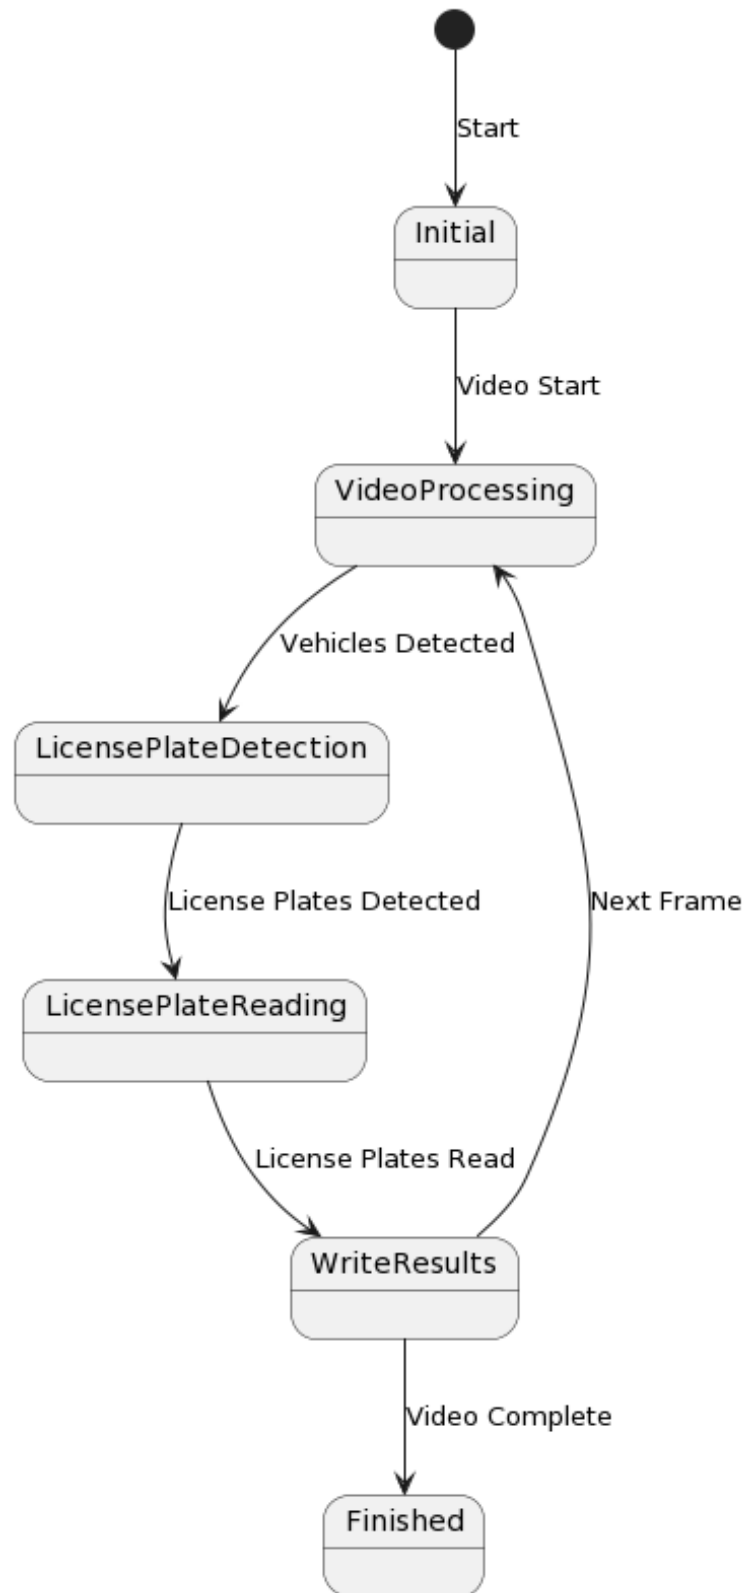 Start
Initial
Video Start
VideoProcessing
Vehicles Detected
LicensePlateDetection
License Plates Detected
Next Frame
LicensePlateReading
License Plates Read
WriteResults
Video Complete
Finished